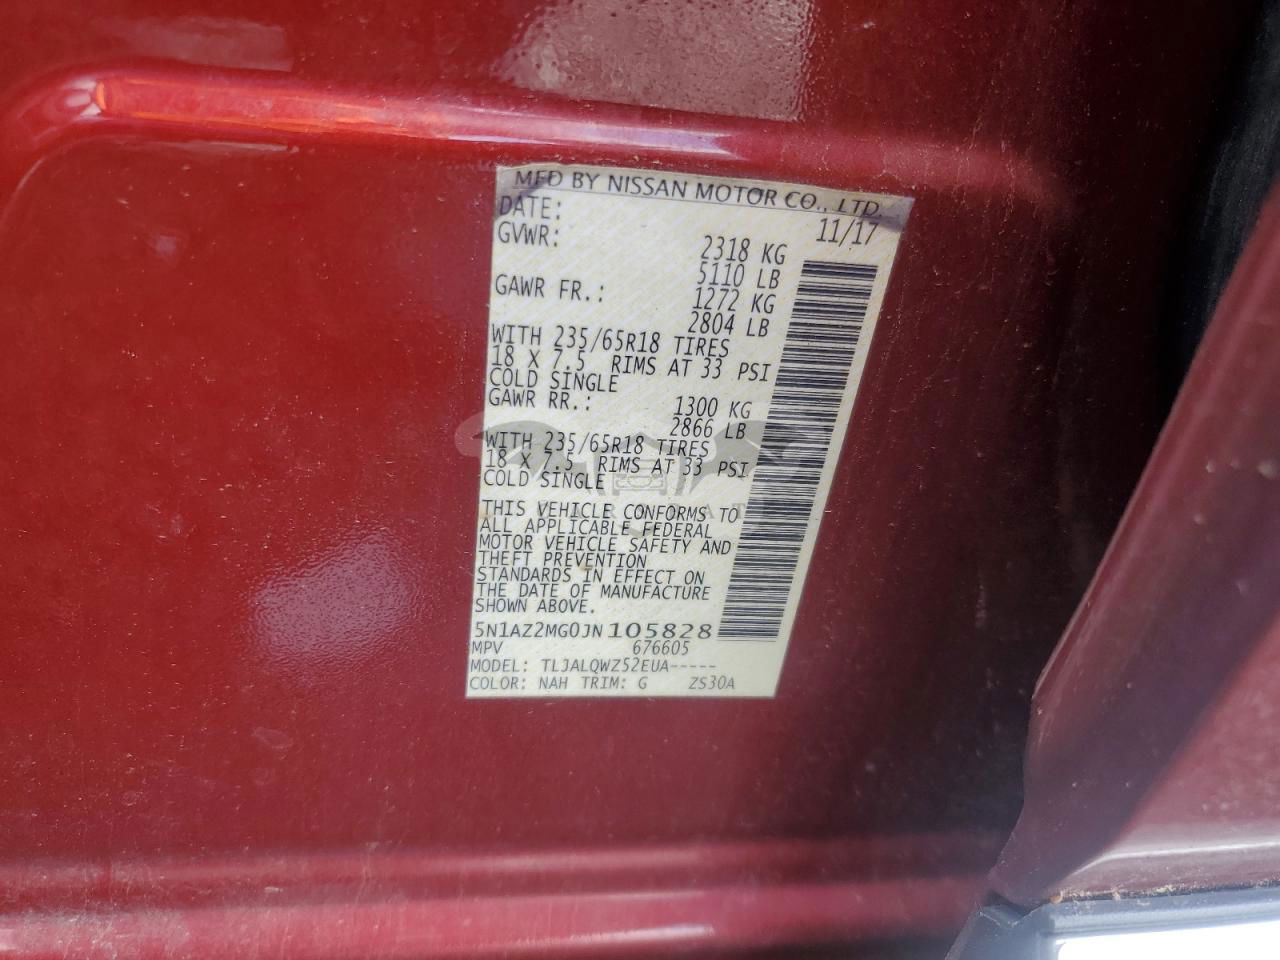 MFD BY NISSAN MOTOR CO., LTD.
DATE: 11/17
GVWR: 2318 KG
5110 LB
GAWR FR.: 1272 KG
2804 LB
WITH 235/65R18 TIRES
18 X 7.5 RIMS AT 33 PSI
COLD SINGLE
GAWR RR.: 1300 KG
2866 LB
WITH 235/65R18 TIRES
18 X 7.5 RIMS AT 33 PSI
COLD SINGLE
THIS VEHICLE CONFORMS TO
ALL APPLICABLE FEDERAL
MOTOR VEHICLE SAFETY AND
THEFT PREVENTION
STANDARDS IN EFFECT ON
THE DATE OF MANUFACTURE
SHOWN ABOVE.
5N1AZ2MG0JN105828
MPV 676605
MODEL: TLJALQWZ52EUA-----
COLOR: NAH TRIM: G ZS30A